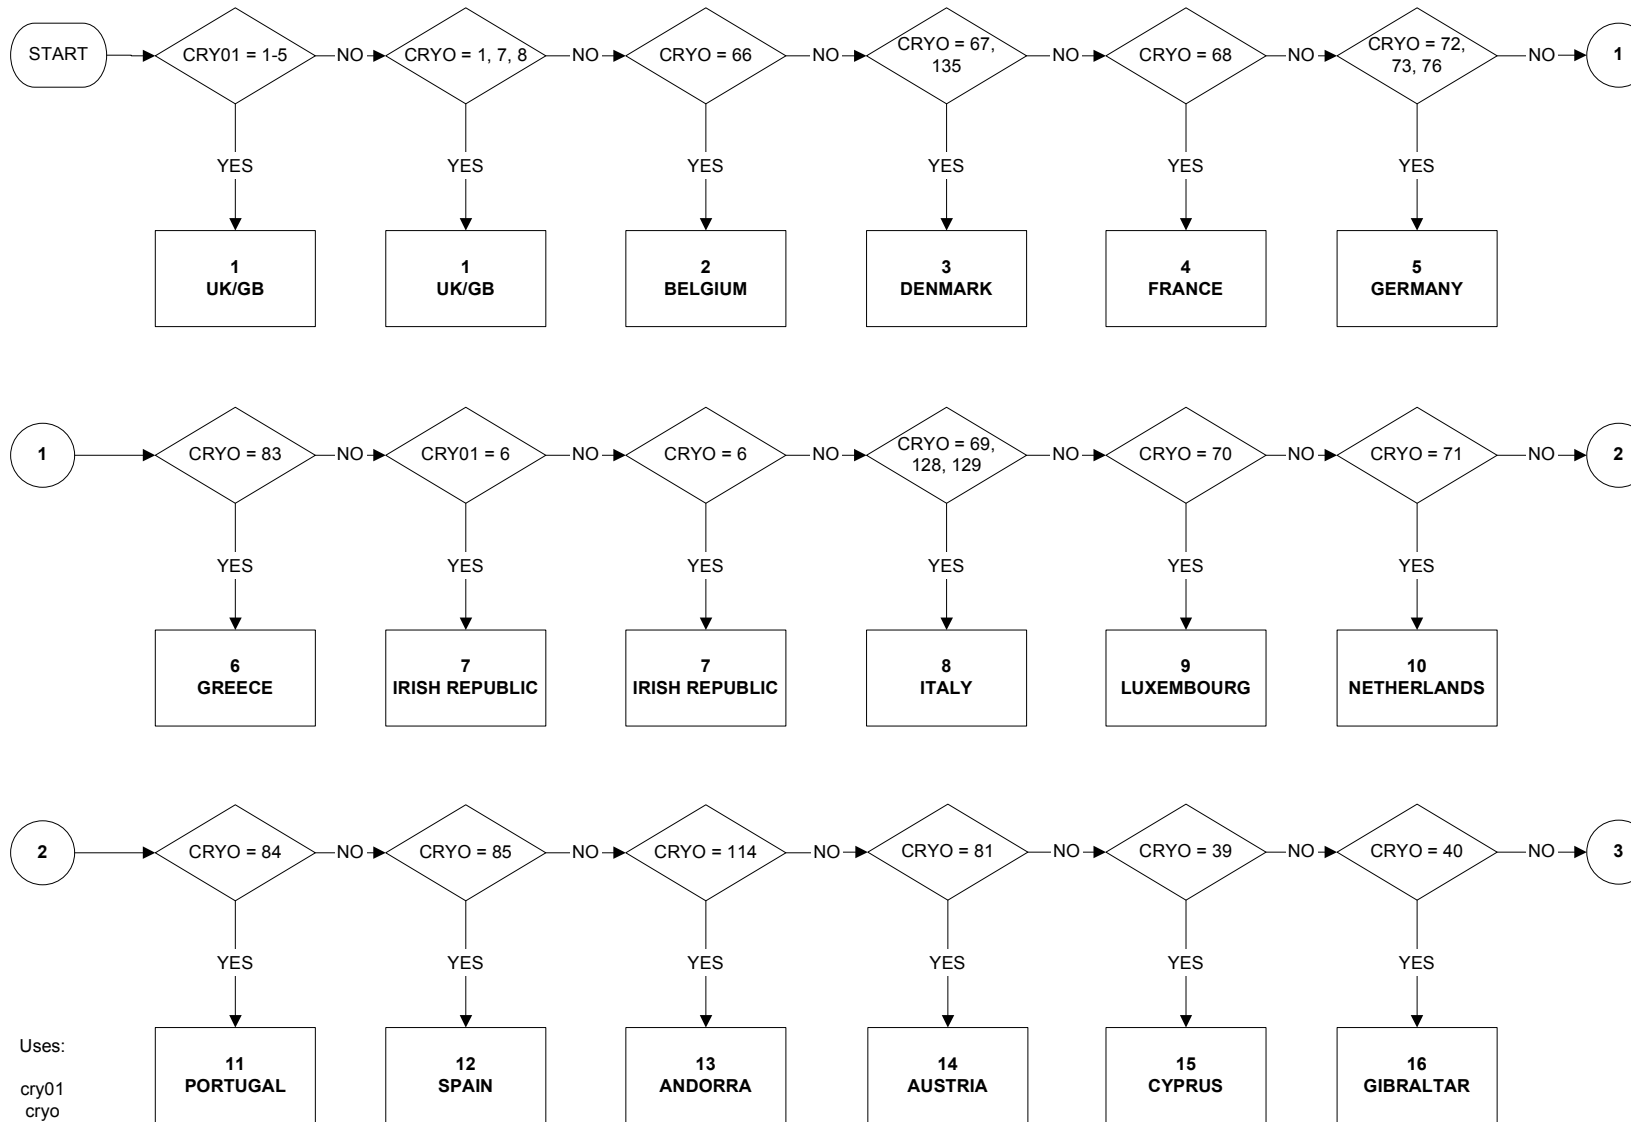 START
CRY01 = 1-5
NO
CRYO = 1, 7, 8
NO
CRYO = 66
NO
CRYO = 67,
135
NO
CRYO = 68
NO
CRYO = 72,
73, 76
NO
1
YES
YES
YES
YES
YES
YES
1
UK/GB
1
UK/GB
2
BELGIUM
3
DENMARK
4
FRANCE
5
GERMANY
1
CRYO = 83
NO
CRY01 = 6
NO
CRYO = 6
NO
CRYO = 69,
128, 129
NO
CRYO = 70
NO
CRYO = 71
NO
2
YES
YES
YES
YES
YES
YES
6
GREECE
7
IRISH REPUBLIC
7
IRISH REPUBLIC
8
ITALY
9
LUXEMBOURG
10
NETHERLANDS
2
CRYO = 84
NO
CRYO = 85
NO
CRYO = 114
NO
CRYO = 81
NO
CRYO = 39
NO
CRYO = 40
NO
3
YES
YES
YES
YES
YES
YES
11
PORTUGAL
12
SPAIN
13
ANDORRA
14
AUSTRIA
15
CYPRUS
16
GIBRALTAR
Uses:
cry01
cryo